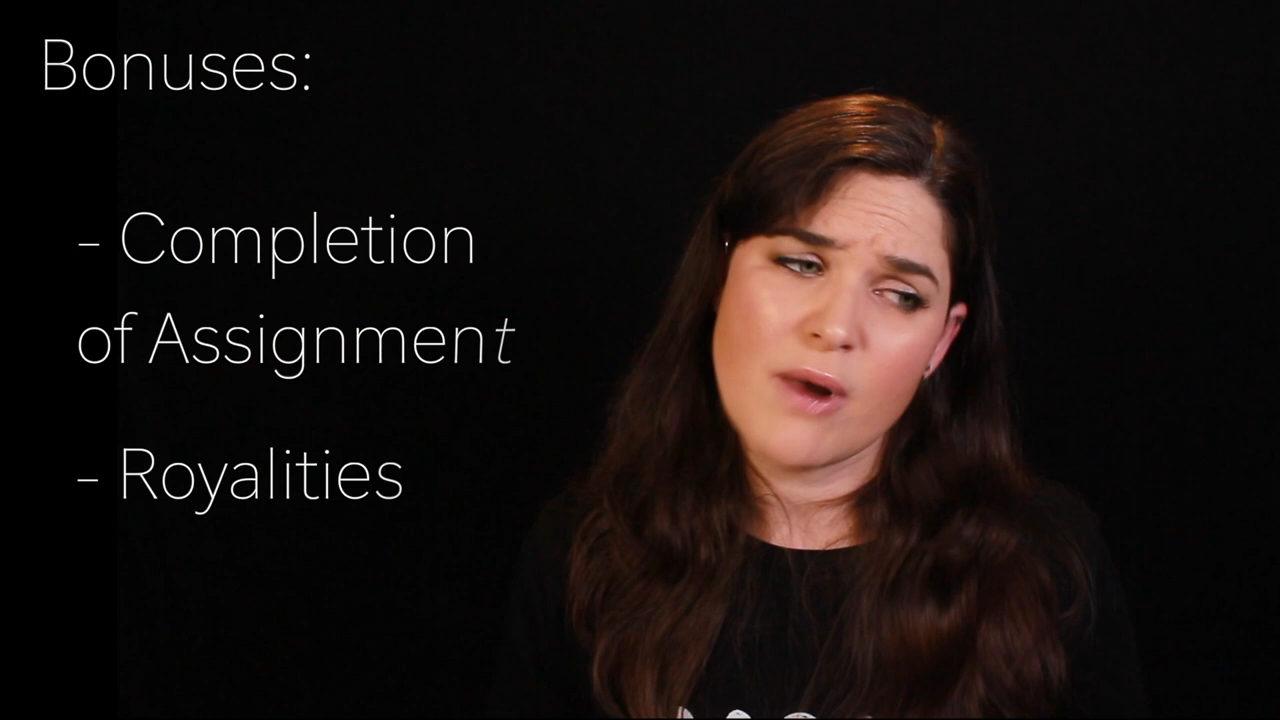 Bonuses:
- Completion
of Assignment
- Royalities